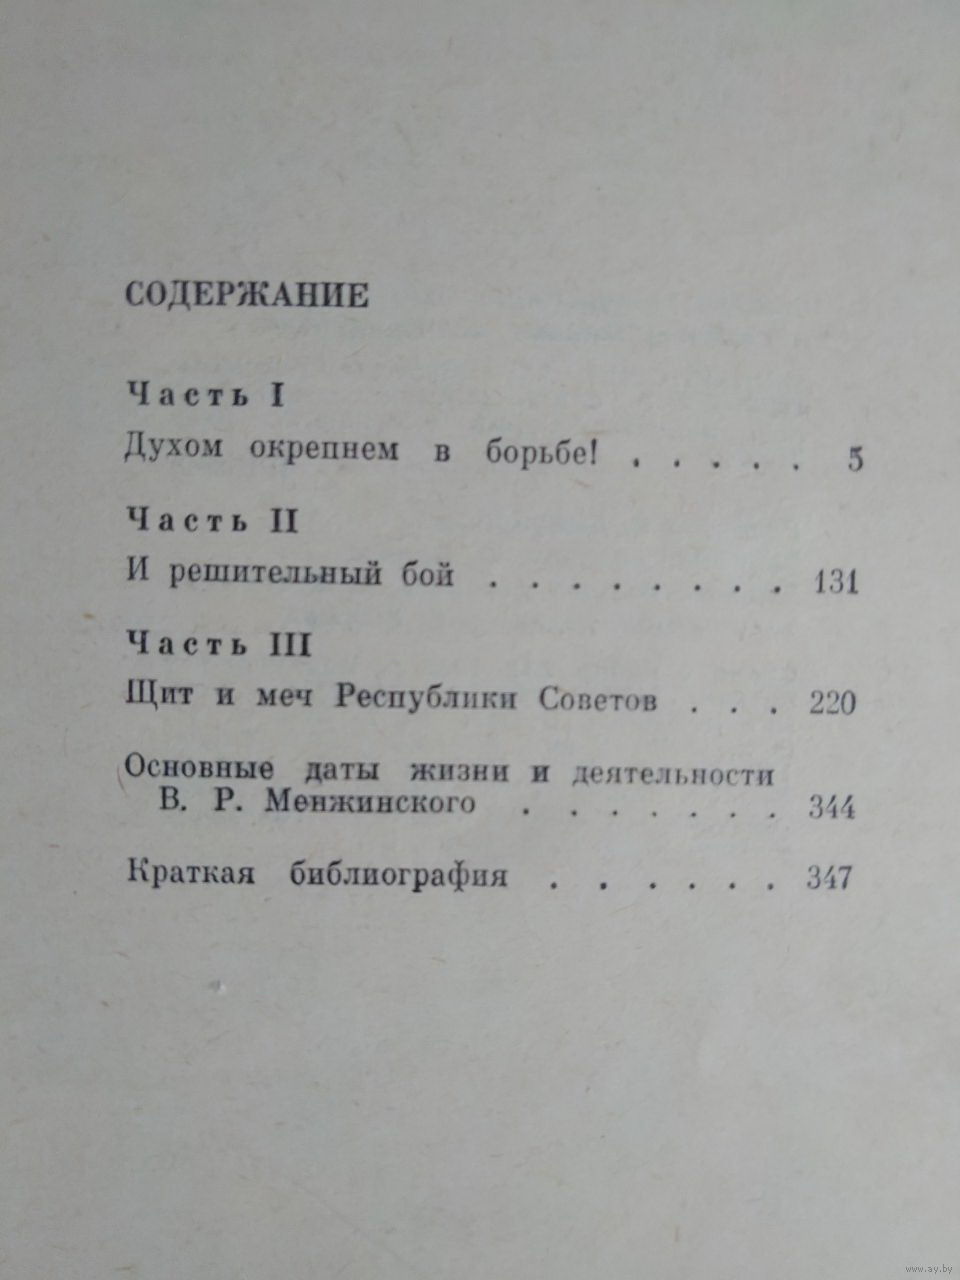 СОДЕРЖАНИЕ
Часть I
Духом окрепнем в борьбе! . . . . . 5
Часть II
И решительный бой . . . . . . . . 131
Часть III
Щит и меч Республики Советов . . . 220
Основные даты жизни и деятельности
В. Р. Менжинского . . . . . . . 344
Краткая библиография . . . . . . 347
www.ay.by